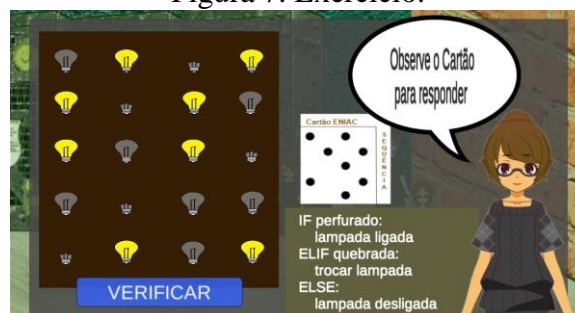 Figura 7: Exercício.
Observe o Cartão
para responder
Cartão ENIAC
SEQUÊNCIA
IF perfurado:
lampada ligada
ELIF quebrada:
trocar lampada
ELSE:
lampada desligada
VERIFICAR